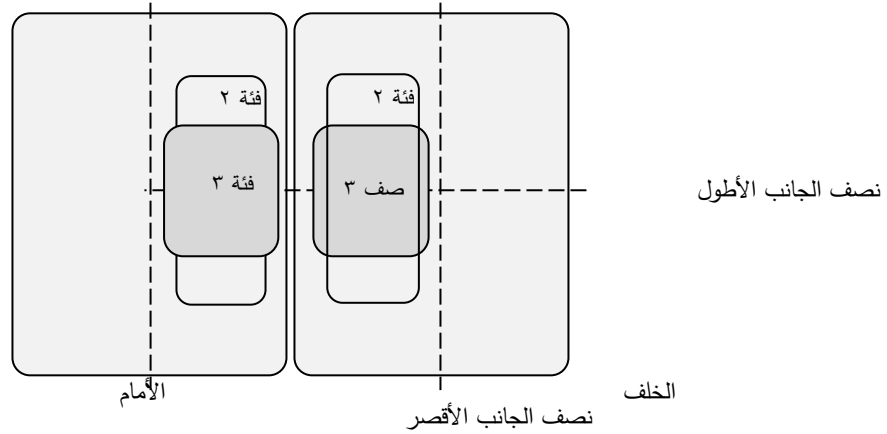 فئة ٢
فئة ٢
صف ٣
فئة ٣
نصف الجانب الأطول
الخلف
الأمام
نصف الجانب الأقصر